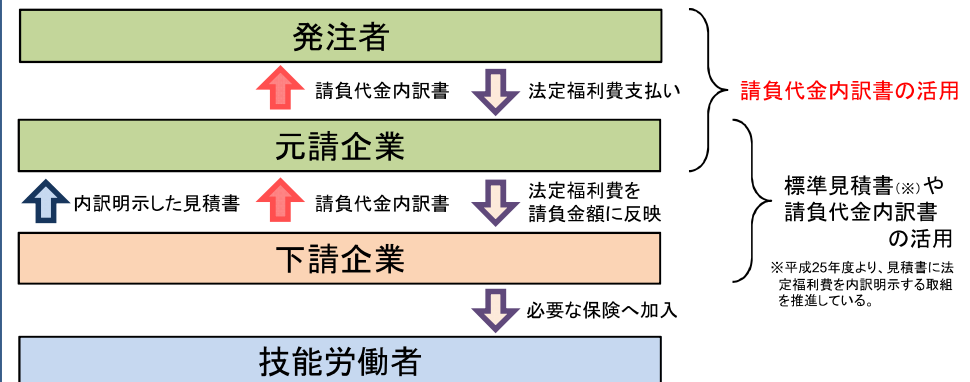 発注者
請負代金内訳書
法定福利費支払い
請負代金内訳書の活用
元請企業
内訳明示した見積書
請負代金内訳書
法定福利費を
請負金額に反映
標準見積書(※)や
請負代金内訳書
の活用
下請企業
※平成25年度より、見積書に法
定福利費を内訳明示する取組
を推進している。
必要な保険へ加入
技能労働者